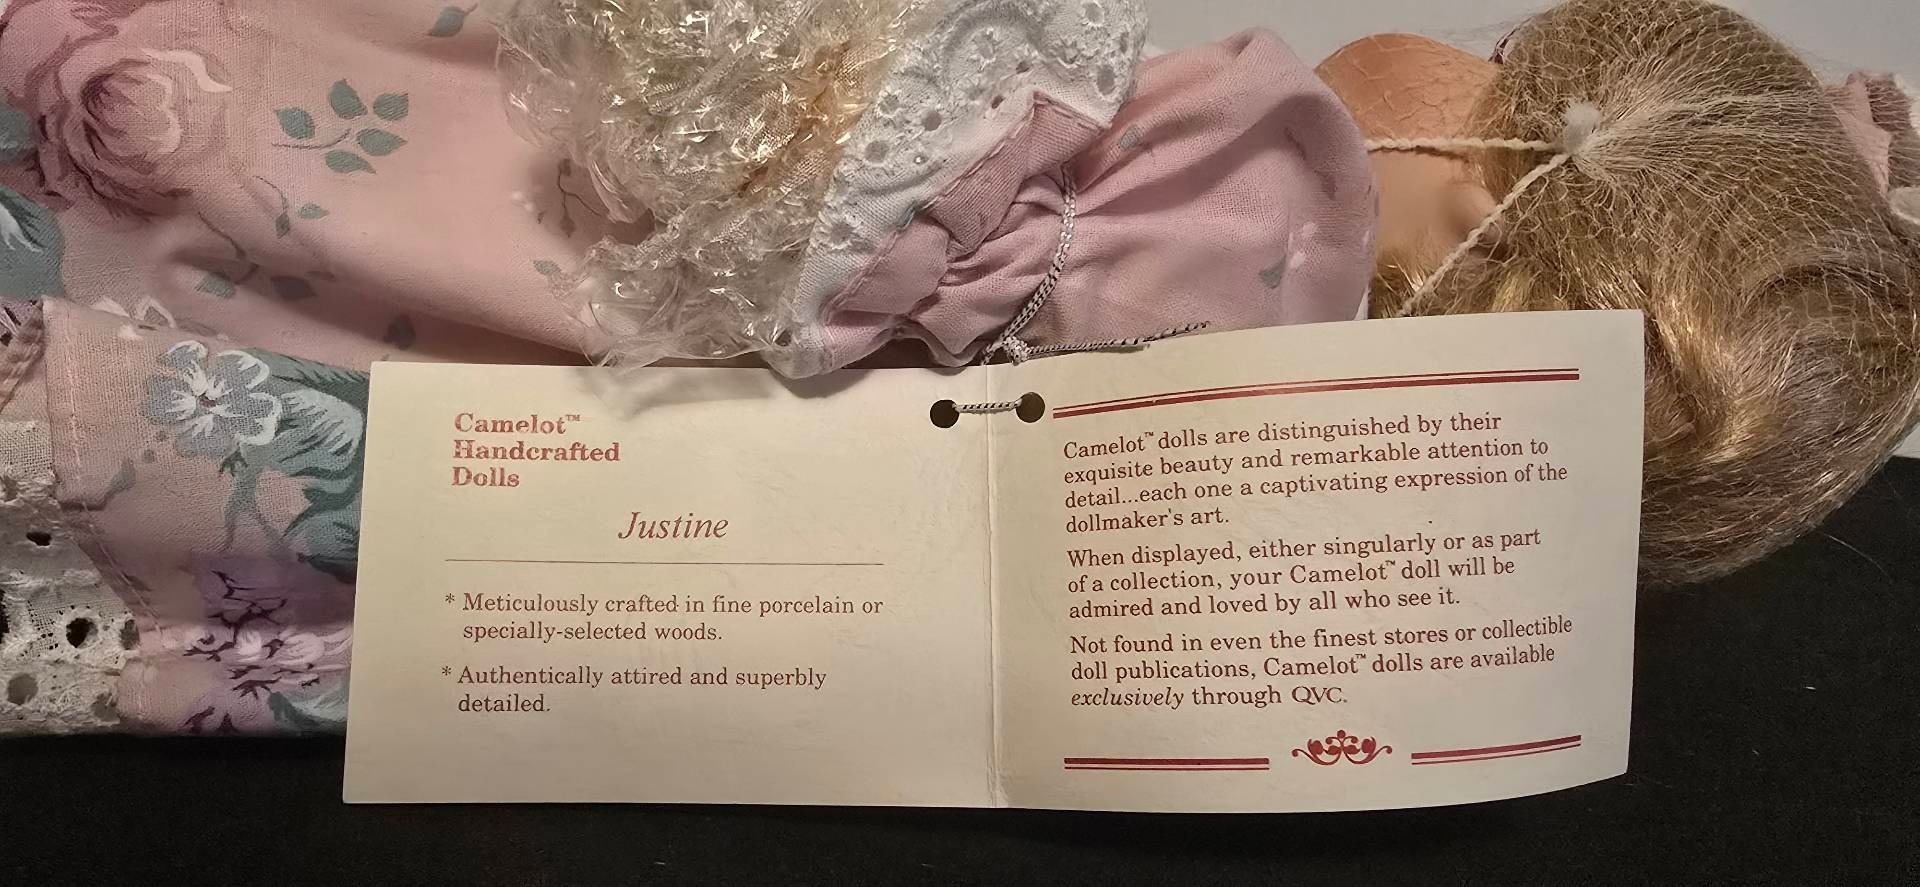 Camelot™
Handcrafted
Dolls
Justine
* Meticulously crafted in fine porcelain or
specially-selected woods.
* Authentically attired and superbly
detailed.
Camelot™ dolls are distinguished by their
exquisite beauty and remarkable attention to
detail...each one a captivating expression of the
dollmaker's art.
When displayed, either singularly or as part
of a collection, your Camelot™ doll will be
admired and loved by all who see it.
Not found in even the finest stores or collectible
doll publications, Camelot™ dolls are available
exclusively through QVC.